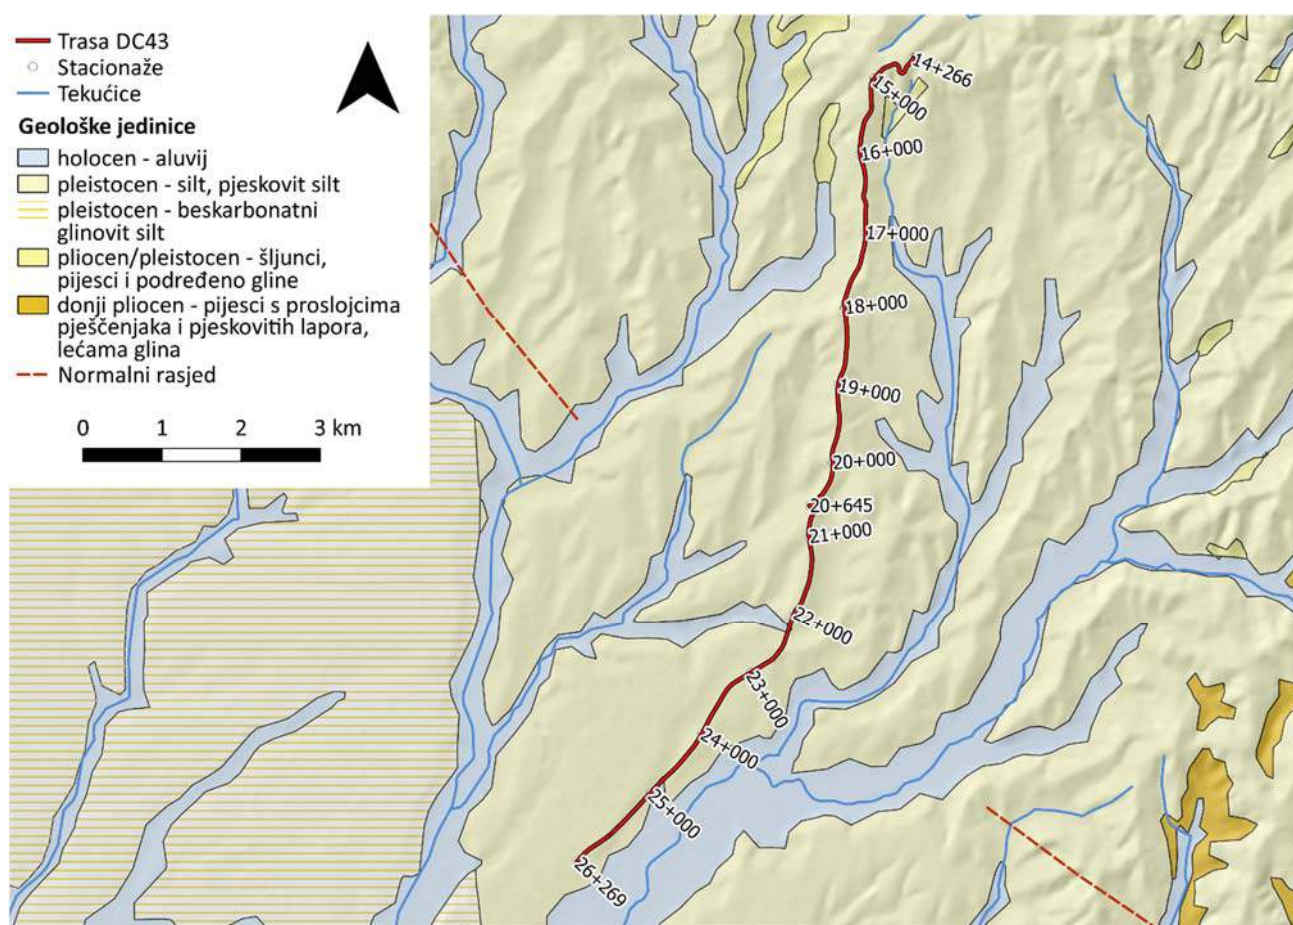 Trasa DC43
Stacionaže
Tekućice
Geološke jedinice
holocen - aluvij
pleistocen - silt, pjeskovit silt
pleistocen - beskarbonatni
glinovit silt
pliocen/pleistocen - šljunci,
pijesci i podređeno gline
donji pliocen - pijesci s proslojcima
pješčenjaka i pjeskovitih lapora,
lećama glina
Normalni rasjed
0 1 2 3 km
14+266
15+000
16+000
17+000
18+000
19+000
20+000
20+645
21+000
22+000
23+000
24+000
25+000
26+269